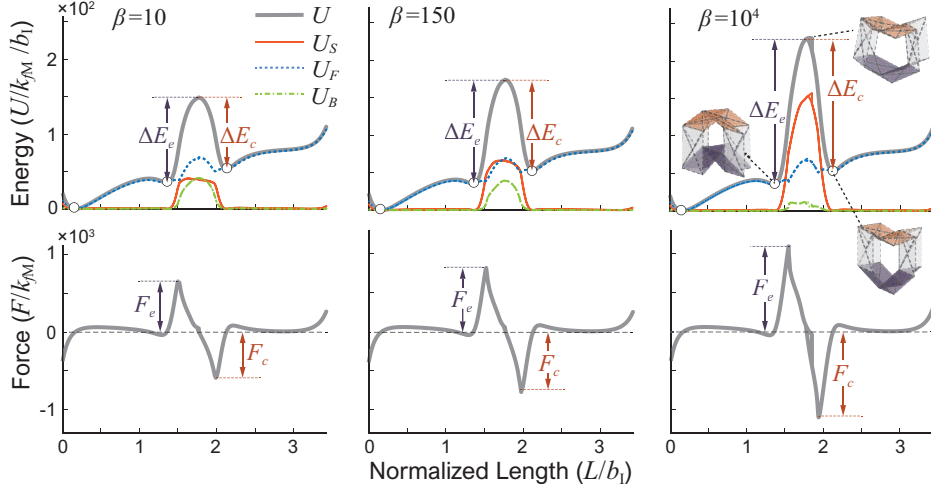 ×10²
β=10
β=150
β=10⁴
U
U_S
U_F
U_B
Energy (U/k_fM/b_I)
2
1
0
ΔE_e
ΔE_c
ΔE_e
ΔE_c
ΔE_e
ΔE_c
×10³
Force (F/k_fM)
1
0
-1
F_e
F_c
F_e
F_c
F_e
F_c
0 1 2 3
0 1 2 3
0 1 2 3
Normalized Length (L/b_I)